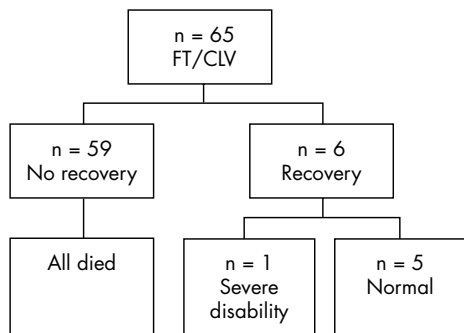 n = 65
FT/CLV
n = 59
No recovery
n = 6
Recovery
All died
n = 1
Severe
disability
n = 5
Normal